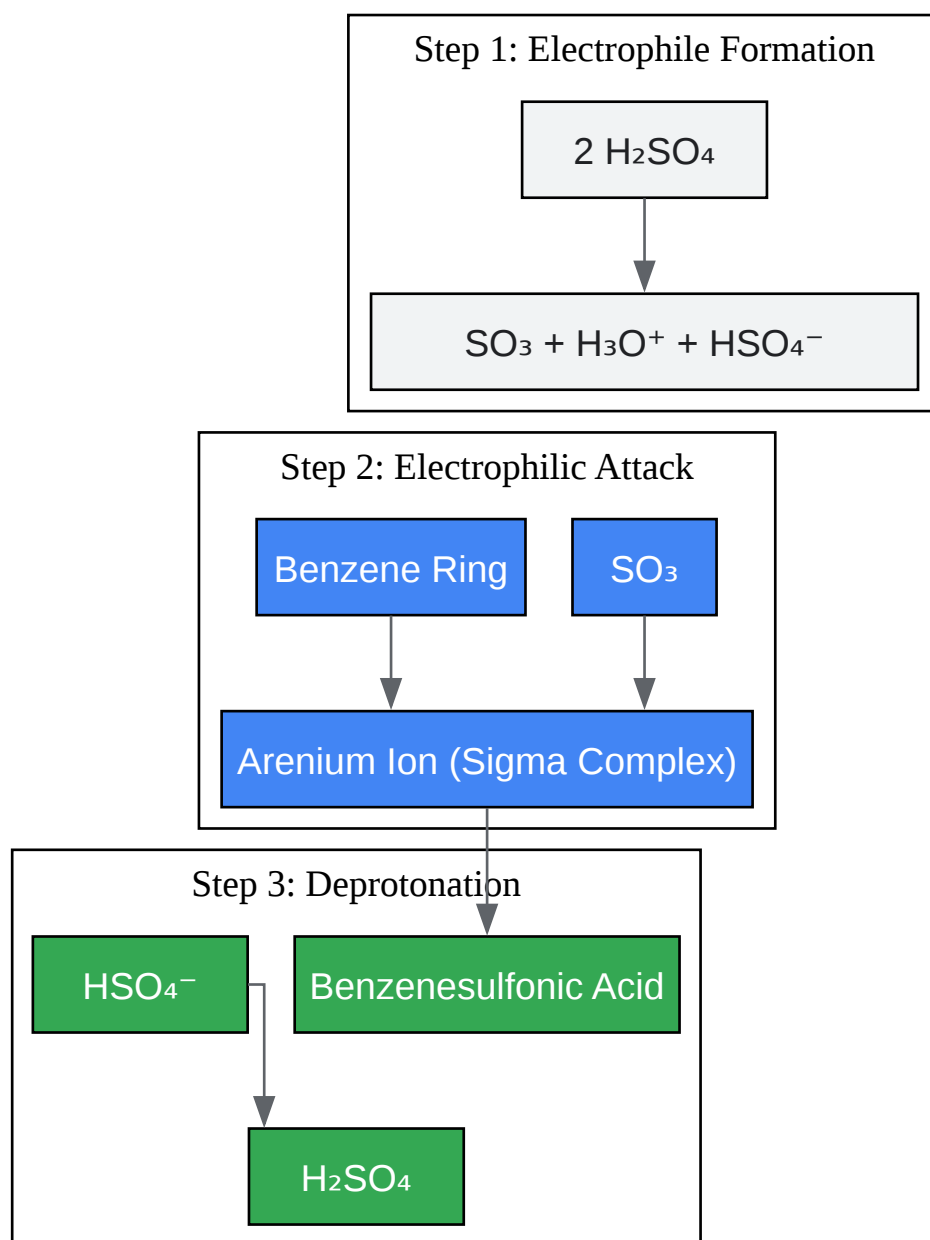 Step 1: Electrophile Formation
2 H₂SO₄
SO₃ + H₃O⁺ + HSO₄⁻
Step 2: Electrophilic Attack
Benzene Ring
SO₃
Arenium Ion (Sigma Complex)
Step 3: Deprotonation
HSO₄⁻
Benzenesulfonic Acid
H₂SO₄